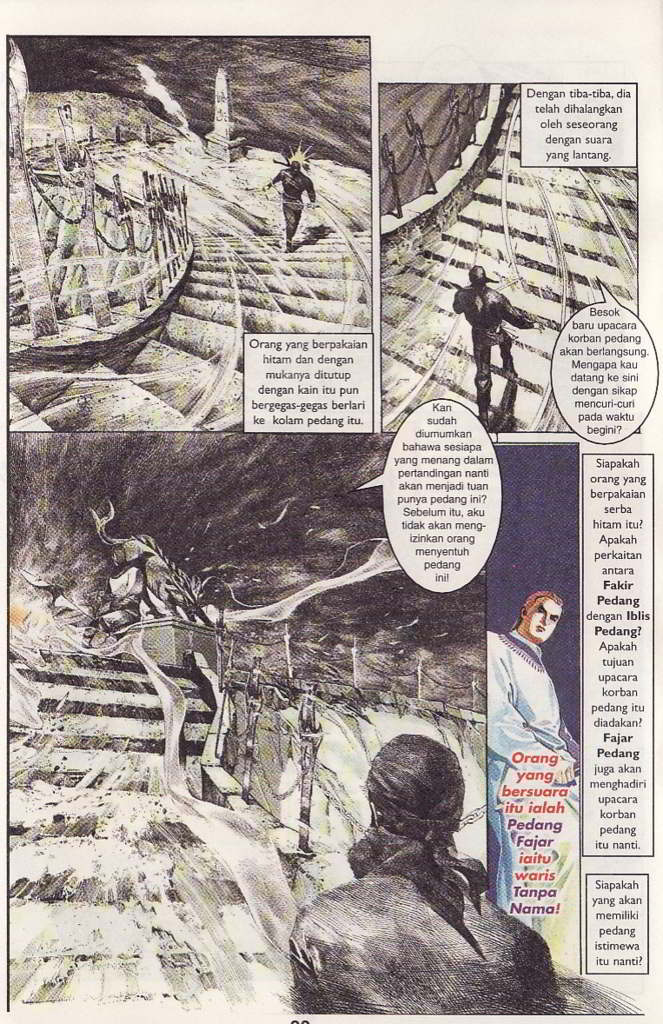 Orang yang berpakaian
hitam dan dengan
mukanya ditutup
dengan kain itu pun
bergegas-gegas berlari
ke kolam pedang itu.
Dengan tiba-tiba, dia
telah dihalangkan
oleh seseorang
dengan suara
yang lantang.
Besok
baru upacara
korban pedang
akan berlangsung.
Mengapa kau
datang ke sini
dengan sikap
mencuri-curi
pada waktu
begini?
Kan
sudah
diumumkan
bahawa sesiapa
yang menang dalam
pertandingan nanti
akan menjadi tuan
punya pedang ini?
Sebelum itu, aku
tidak akan meng-
izinkan orang
menyentuh
pedang
ini!
Orang
yang
bersuara
itu ialah
Pedang
Fajar
iaitu
waris
Tanpa
Nama!
Siapakah
orang yang
berpakaian
serba
hitam itu?
Apakah
perkaitan
antara
Fakir
Pedang
dengan Iblis
Pedang?
Apakah
tujuan
upacara
korban
pedang itu
diadakan?
Fajar
Pedang
juga akan
menghadiri
upacara
korban
pedang
itu nanti.
Siapakah
yang akan
memiliki
pedang
istimewa
itu nanti?